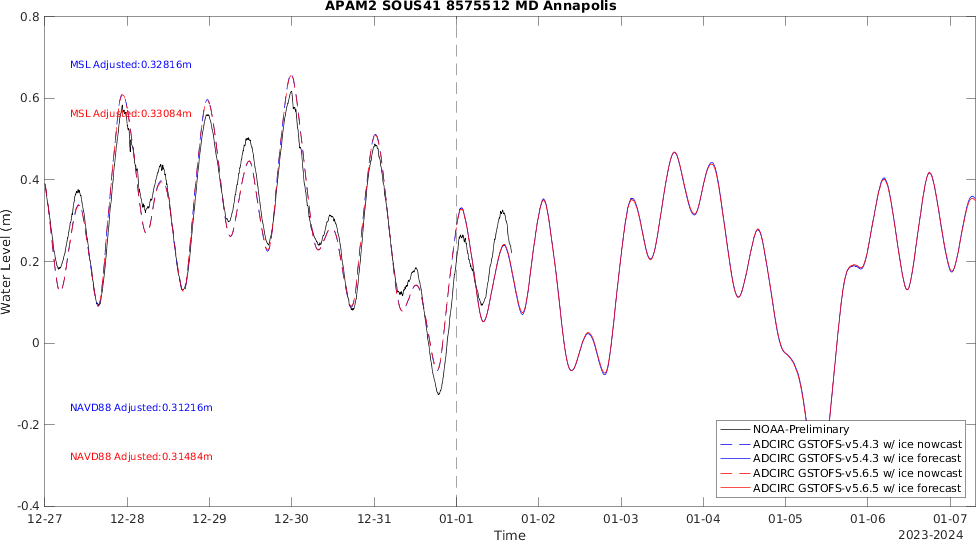 APAM2 SOUS41 8575512 MD Annapolis
0.8
0.6
0.4
0.2
0
-0.2
-0.4
Water Level (m)
MSL Adjusted:0.32816m
MSL Adjusted:0.33084m
NAVD88 Adjusted:0.31216m
NAVD88 Adjusted:0.31484m
NOAA-Preliminary
ADCIRC GSTOFS-v5.4.3 w/ ice nowcast
ADCIRC GSTOFS-v5.4.3 w/ ice forecast
ADCIRC GSTOFS-v5.6.5 w/ ice nowcast
ADCIRC GSTOFS-v5.6.5 w/ ice forecast
12-27 12-28 12-29 12-30 12-31 01-01 01-02 01-03 01-04 01-05 01-06 01-07
Time
2023-2024